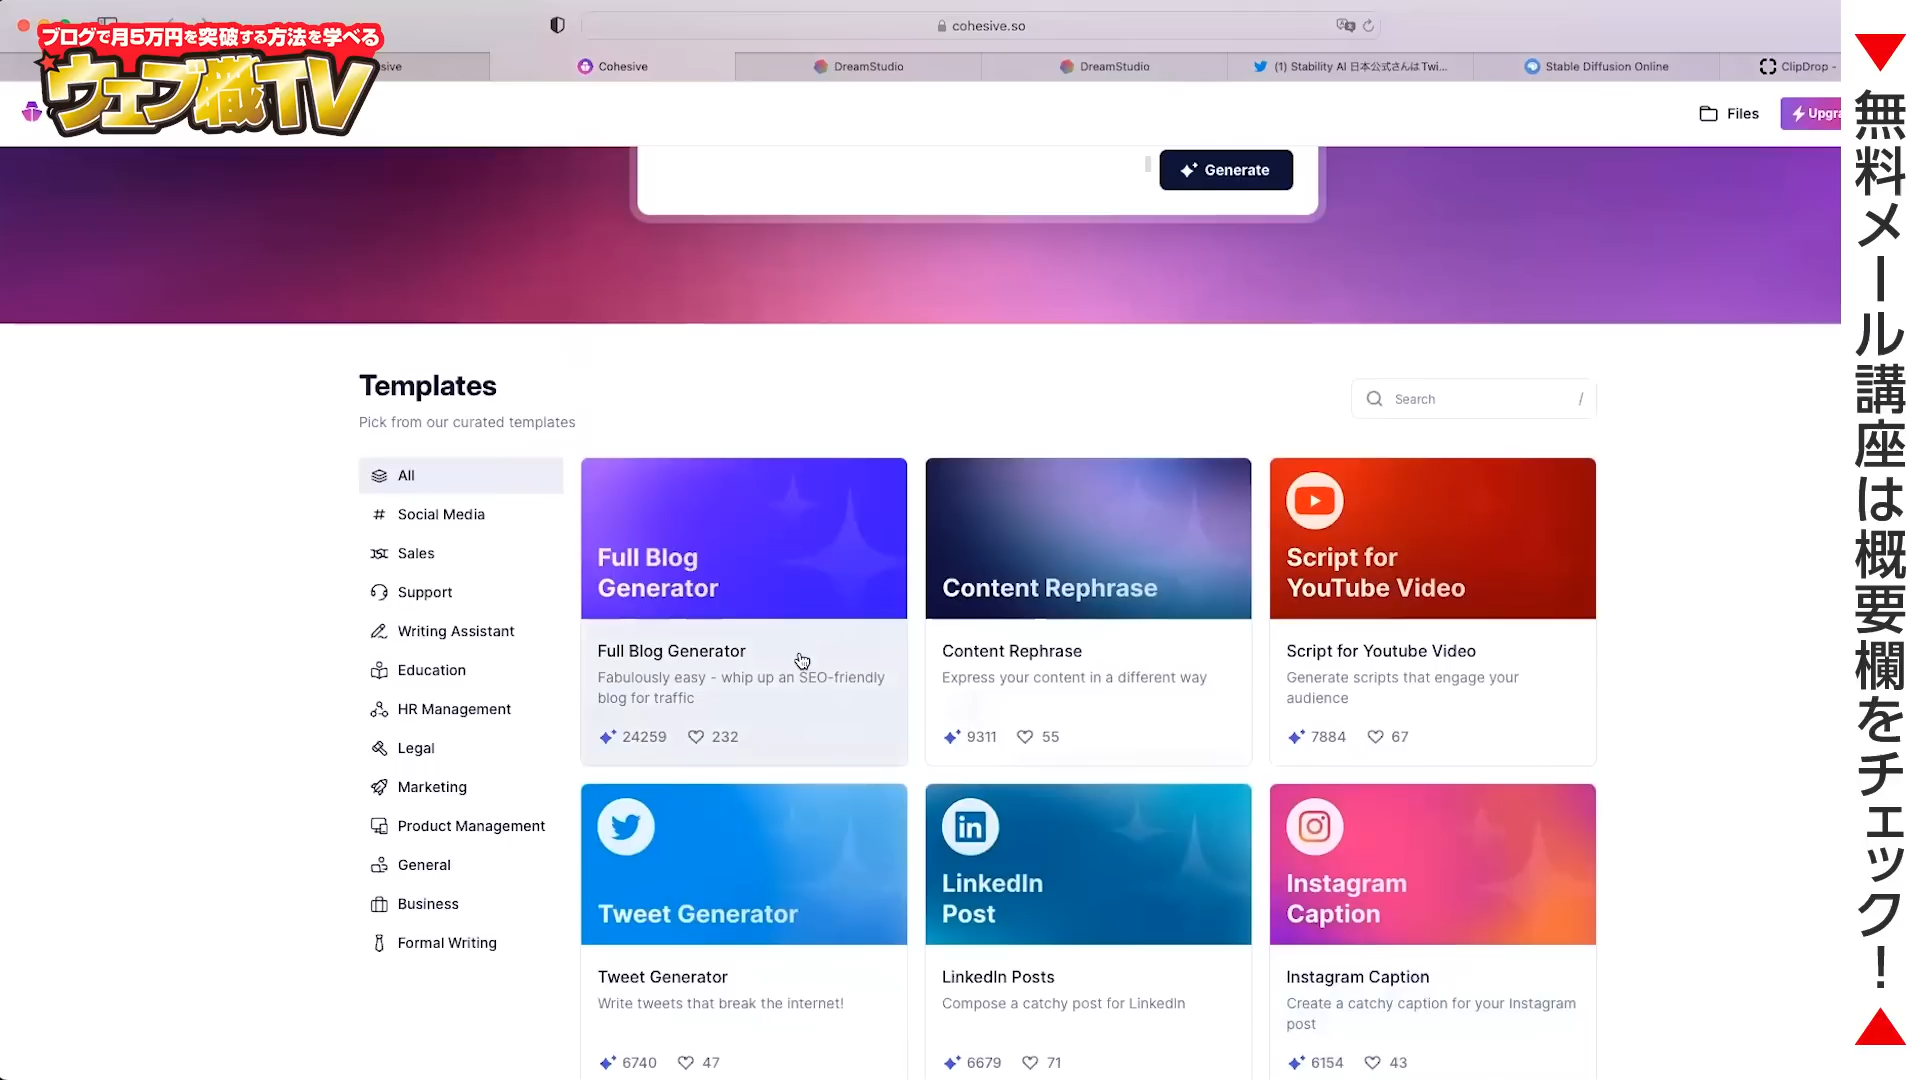 ブログで月5万円を突破する方法を学べる
ウェブ職TV
cohesive.so
sive
Cohesive
DreamStudio
DreamStudio
(1) Stability AI 日本公式さんはTwi...
Stable Diffusion Online
ClipDrop -
Files
Upgra
Generate
Templates
Pick from our curated templates
Search
/
All
Social Media
Sales
Support
Writing Assistant
Education
HR Management
Legal
Marketing
Product Management
General
Business
Formal Writing
Full Blog
Generator
Full Blog Generator
Fabulously easy - whip up an SEO-friendly
blog for traffic
24259 232
Content Rephrase
Content Rephrase
Express your content in a different way
9311 55
Script for
YouTube Video
Script for Youtube Video
Generate scripts that engage your
audience
7884 67
Tweet Generator
Tweet Generator
Write tweets that break the internet!
6740 47
LinkedIn
Post
LinkedIn Posts
Compose a catchy post for LinkedIn
6679 71
Instagram
Caption
Instagram Caption
Create a catchy caption for your Instagram
post
6154 43
無料メール講座は概要欄をチェック!